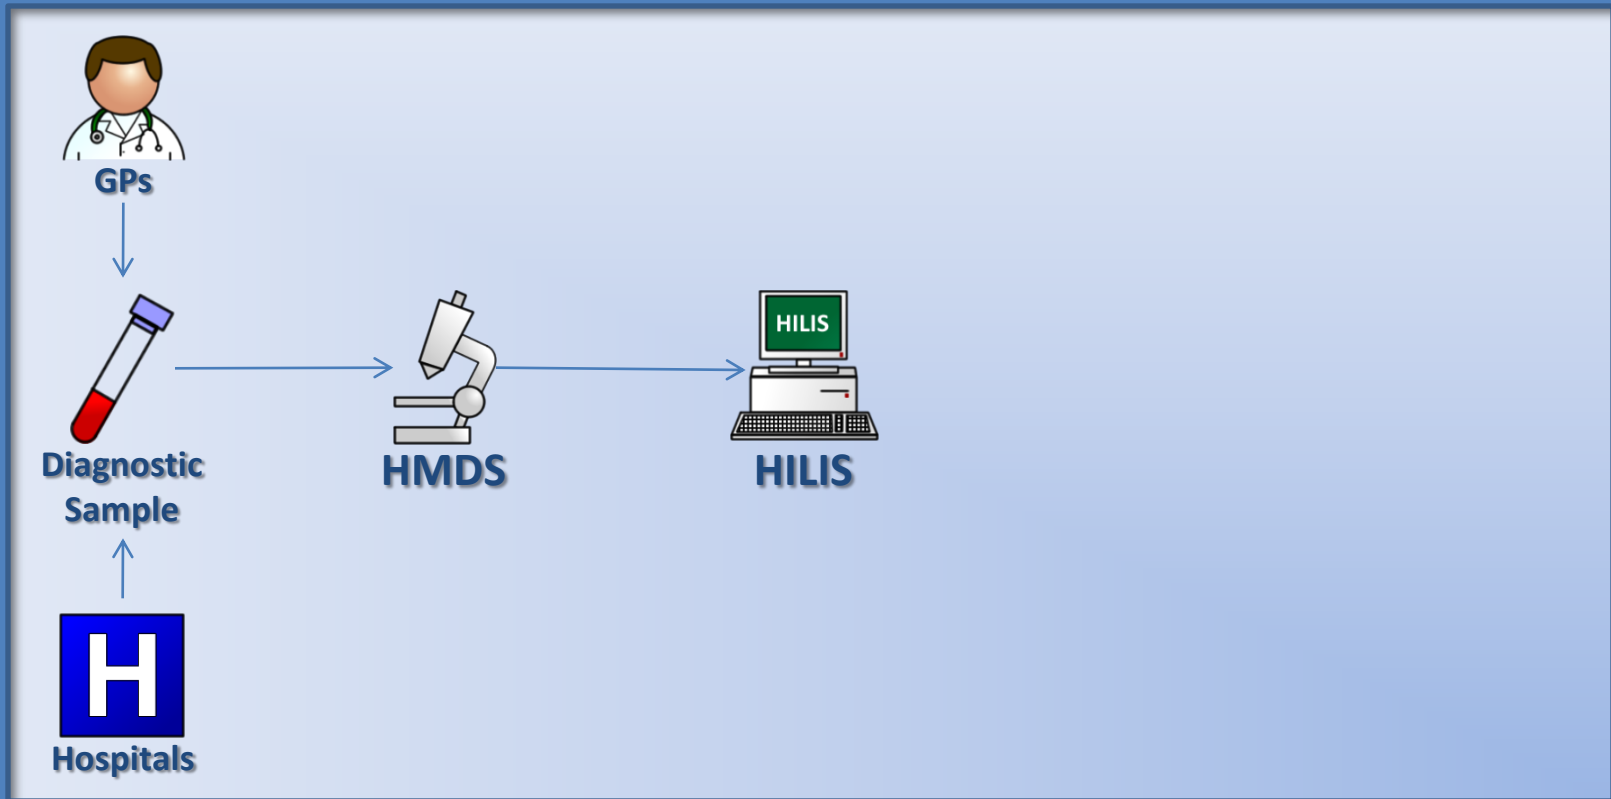 GPs
Diagnostic
Sample
HMDS
HILIS
HILIS
H
Hospitals